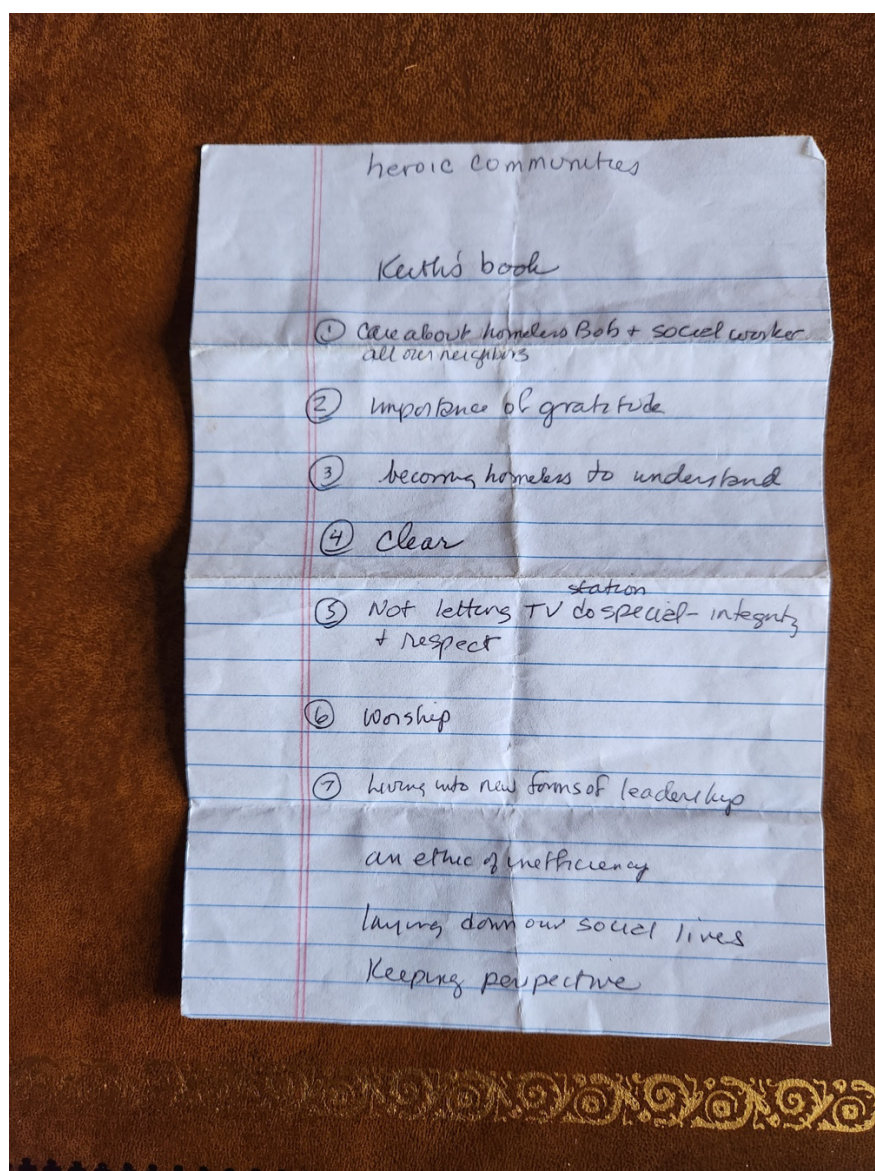 heroic communities
Keith's book
① Care about homeless Bob + social worker
all our neighbors
② importance of gratitude
③ becoming homeless to understand
④ clear
station
⑤ Not letting TV do special - integrity
+ respect
⑥ worship
⑦ living into new forms of leadership
an ethic of inefficiency
laying down our social lives
Keeping perspective